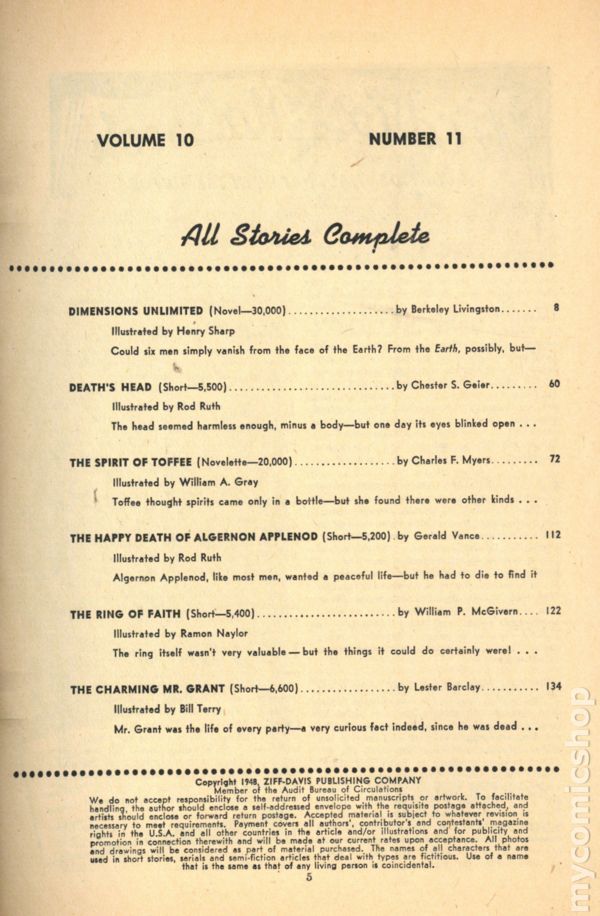 VOLUME 10 NUMBER 11
All Stories Complete
DIMENSIONS UNLIMITED (Novel—30,000)....................by Berkeley Livingston....... 8
Illustrated by Henry Sharp
Could six men simply vanish from the face of the Earth? From the Earth, possibly, but—
DEATH'S HEAD (Short—5,500)...............................by Chester S. Geier......... 60
Illustrated by Rod Ruth
The head seemed harmless enough, minus a body—but one day its eyes blinked open . . .
THE SPIRIT OF TOFFEE (Novelette—20,000)...................by Charles F. Myers......... 72
Illustrated by William A. Gray
Toffee thought spirits came only in a bottle—but she found there were other kinds . . .
THE HAPPY DEATH OF ALGERNON APPLENOD (Short—5,200) .by Gerald Vance........... 112
Illustrated by Rod Ruth
Algernon Applenod, like most men, wanted a peaceful life—but he had to die to find it
THE RING OF FAITH (Short—5,400)..........................by William P. McGivern.... 122
Illustrated by Ramon Naylor
The ring itself wasn't very valuable — but the things it could do certainly were! . . .
THE CHARMING MR. GRANT (Short—6,600)..................by Lester Barclay........... 134
Illustrated by Bill Terry
Mr. Grant was the life of every party—a very curious fact indeed, since he was dead . . .
Copyright 1948, ZIFF-DAVIS PUBLISHING COMPANY
Member of the Audit Bureau of Circulations
We do not accept responsibility for the return of unsolicited manuscripts or artwork. To facilitate
handling, the author should enclose a self-addressed envelope with the requisite postage attached, and
artists should enclose or forward return postage. Accepted material is subject to whatever revision is
necessary to meet requirements. Payment covers all authors', contributor's and contestants' magazine
rights in the U.S.A. and all other countries in the article and/or illustrations and for publicity and
promotion in connection therewith and will be made at our current rates upon acceptance. All photos
and drawings will be considered as part of material purchased. The names of all characters that are
used in short stories, serials and semi-fiction articles that deal with types are fictitious. Use of a name
that is the same as that of any living person is coincidental.
5
mycomicshop